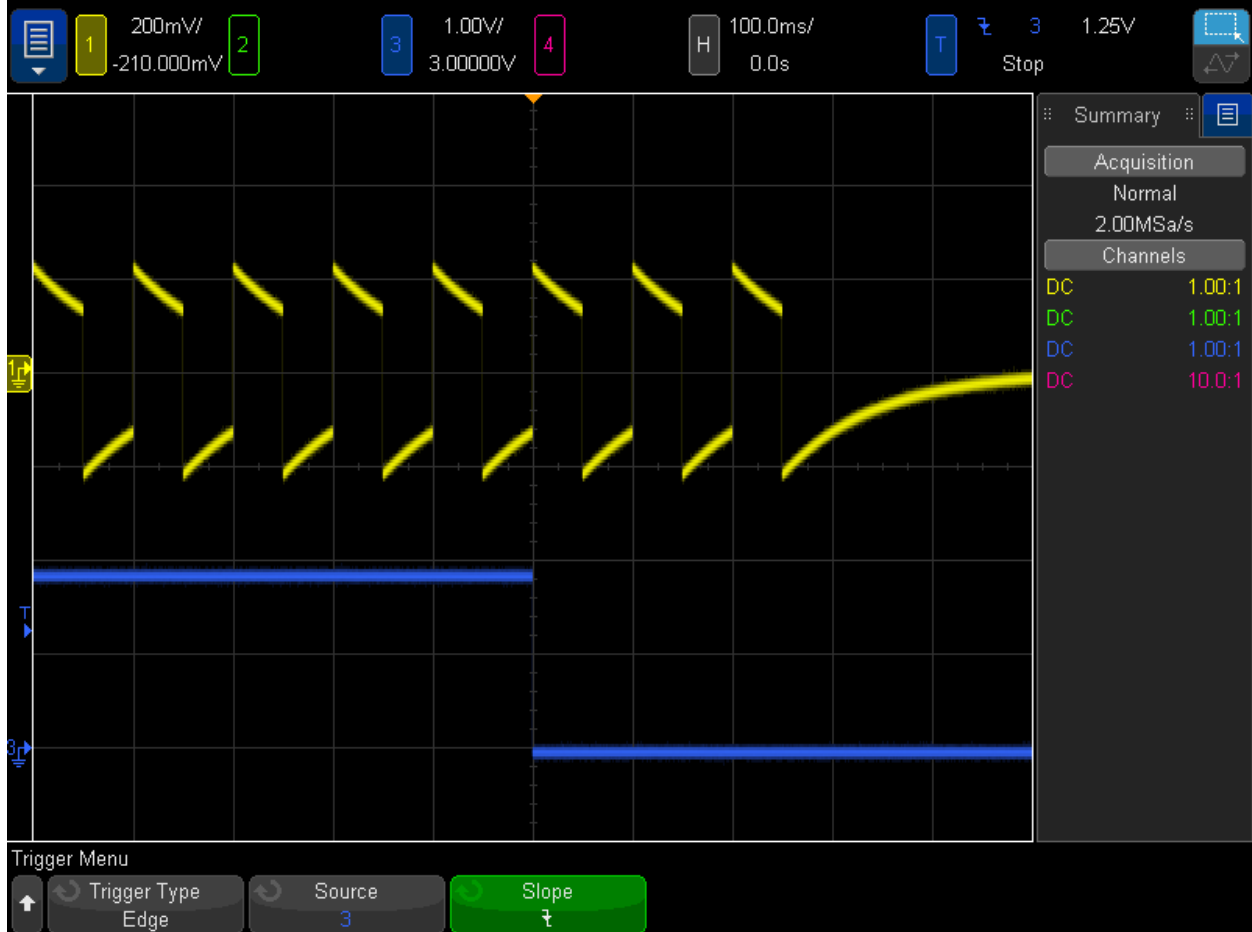 1 200mV/ -210.000mV
2
3 1.00V/ 3.00000V
4
H 100.0ms/ 0.0s
T 3 1.25V
Stop
Summary
Acquisition
Normal
2.00MSa/s
Channels
DC 1.00:1
DC 1.00:1
DC 1.00:1
DC 10.0:1
1
T
3
Trigger Menu
Trigger Type
Edge
Source
3
Slope